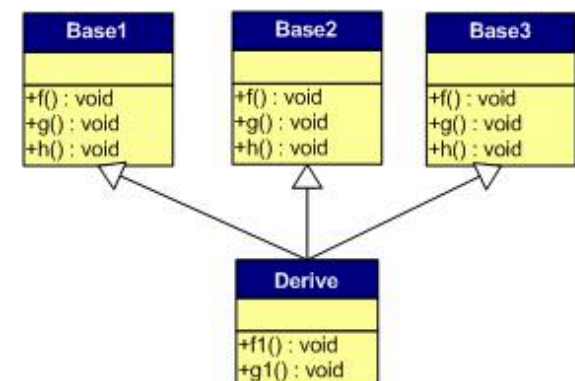 Base1
+f() : void
+g() : void
+h() : void
Base2
+f() : void
+g() : void
+h() : void
Base3
+f() : void
+g() : void
+h() : void
Derive
+f1() : void
+g1() : void